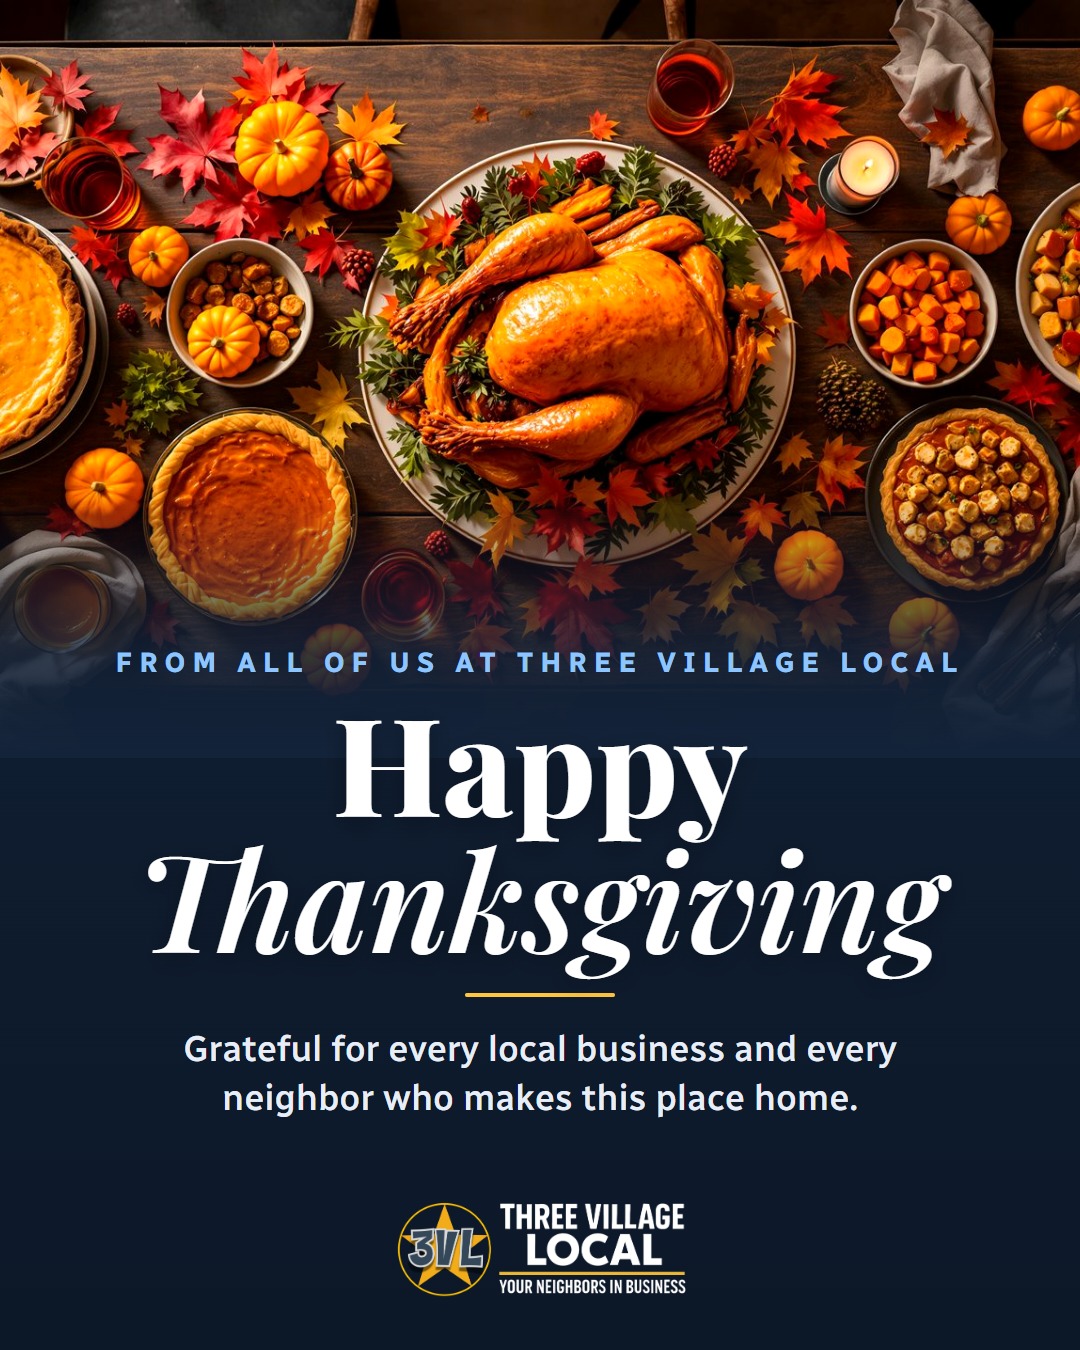 FROM ALL OF US AT THREE VILLAGE LOCAL
Happy
Thanksgiving
Grateful for every local business and every
neighbor who makes this place home.
3VL
THREE VILLAGE
LOCAL
YOUR NEIGHBORS IN BUSINESS